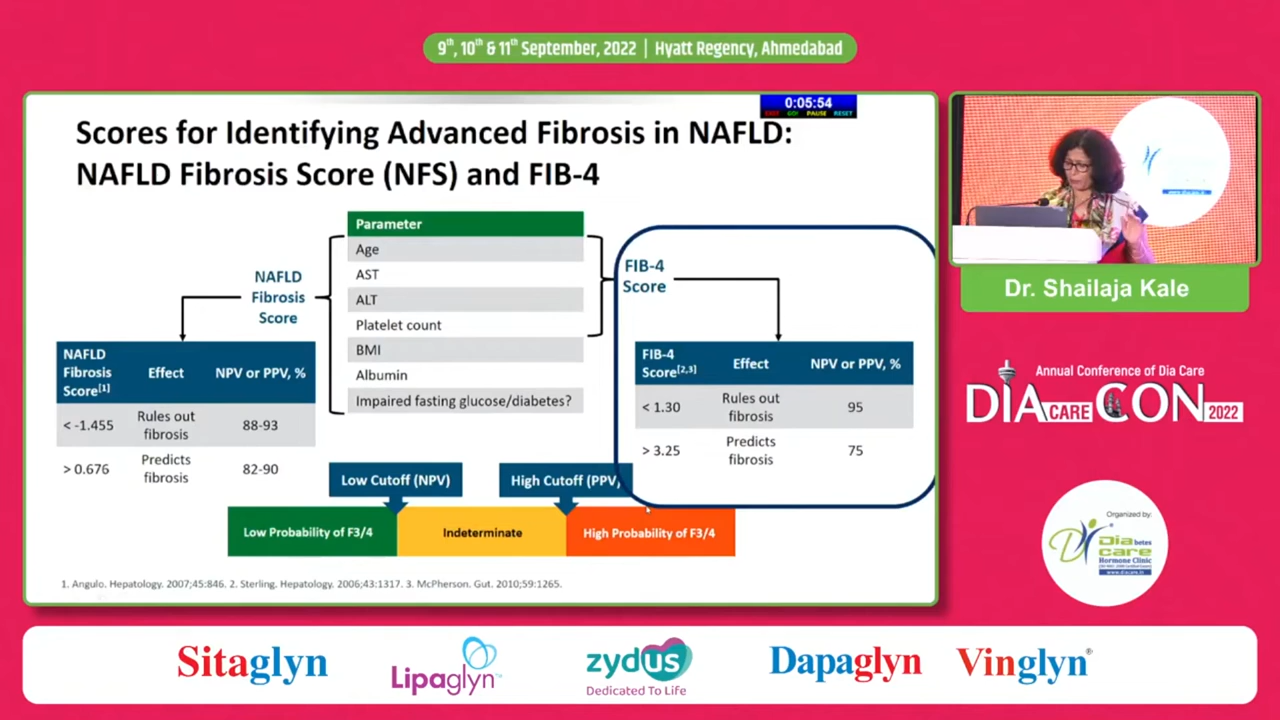 9th, 10th & 11th September, 2022 | Hyatt Regency, Ahmedabad
0:05:54
EXIT GO! PAUSE RESET
Scores for Identifying Advanced Fibrosis in NAFLD:
NAFLD Fibrosis Score (NFS) and FIB-4
Parameter
Age
AST
ALT
Platelet count
BMI
Albumin
Impaired fasting glucose/diabetes?
NAFLD
Fibrosis
Score
FIB-4
Score
NAFLD
Fibrosis
Score[1]
Effect
NPV or PPV, %
< -1.455
Rules out
fibrosis
88-93
> 0.676
Predicts
fibrosis
82-90
FIB-4
Score[2,3]
Effect
NPV or PPV, %
< 1.30
Rules out
fibrosis
95
> 3.25
Predicts
fibrosis
75
Low Cutoff (NPV)
High Cutoff (PPV)
Low Probability of F3/4
Indeterminate
High Probability of F3/4
1. Angulo. Hepatology. 2007;45:846. 2. Sterling. Hepatology. 2006;43:1317. 3. McPherson. Gut. 2010;59:1265.
Dr. Shailaja Kale
Annual Conference of Dia Care
DIA CARE CON 2022
Organized by:
Diabetes
care
Hormone Clinic
www.diacare.in
Sitaglyn
Lipaglyn™
zydus
Dedicated To Life
Dapaglyn
Vinglyn®